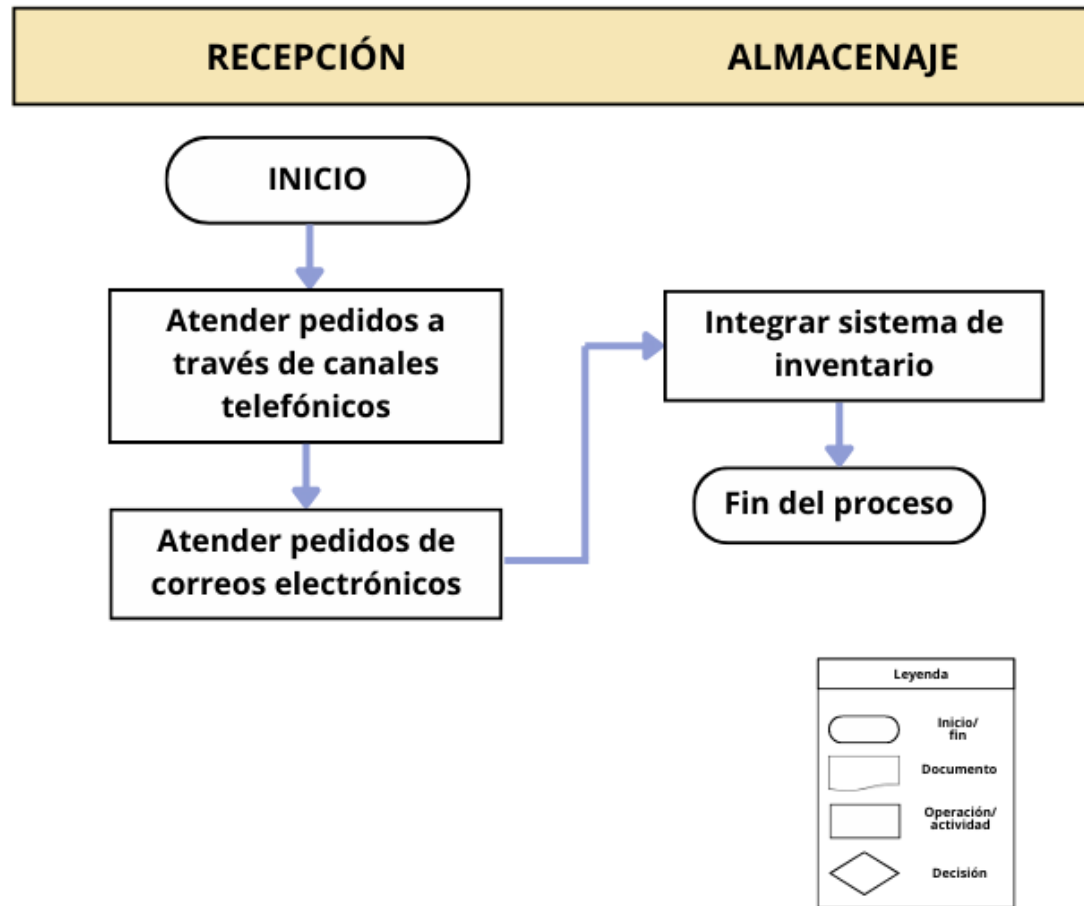 RECEPCIÓN
ALMACENAJE
INICIO
Atender pedidos a
través de canales
telefónicos
Atender pedidos de
correos electrónicos
Integrar sistema de
inventario
Fin del proceso
Leyenda
Inicio/
fin
Documento
Operación/
actividad
Decisión